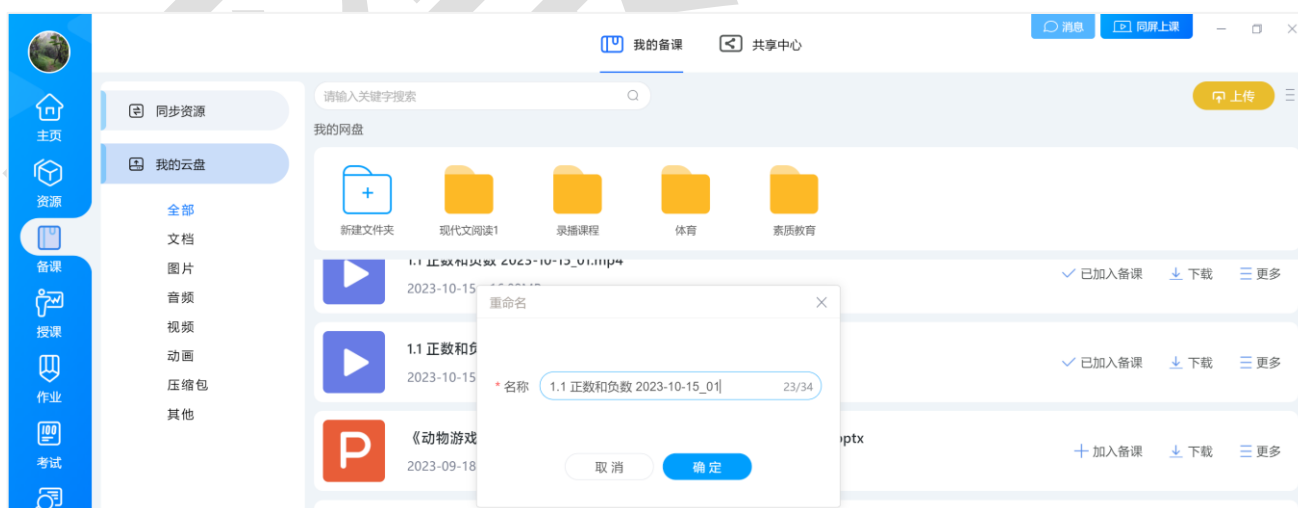 消息
同屏上课
我的备课
共享中心
主页
资源
备课
授课
作业
考试
同步资源
我的云盘
全部
文档
图片
音频
视频
动画
压缩包
其他
请输入关键字搜索
上传
我的网盘
新建文件夹
现代文阅读1
录播课程
体育
素质教育
1.1 正数和负数 2023-10-15_01.mp4
2023-10-15
已加入备课 下载 更多
1.1 正数和负
2023-10-15
已加入备课 下载 更多
《动物游戏
pptx
2023-09-18
加入备课 下载 更多
重命名
* 名称 1.1 正数和负数 2023-10-15_01 23/34
取消 确定